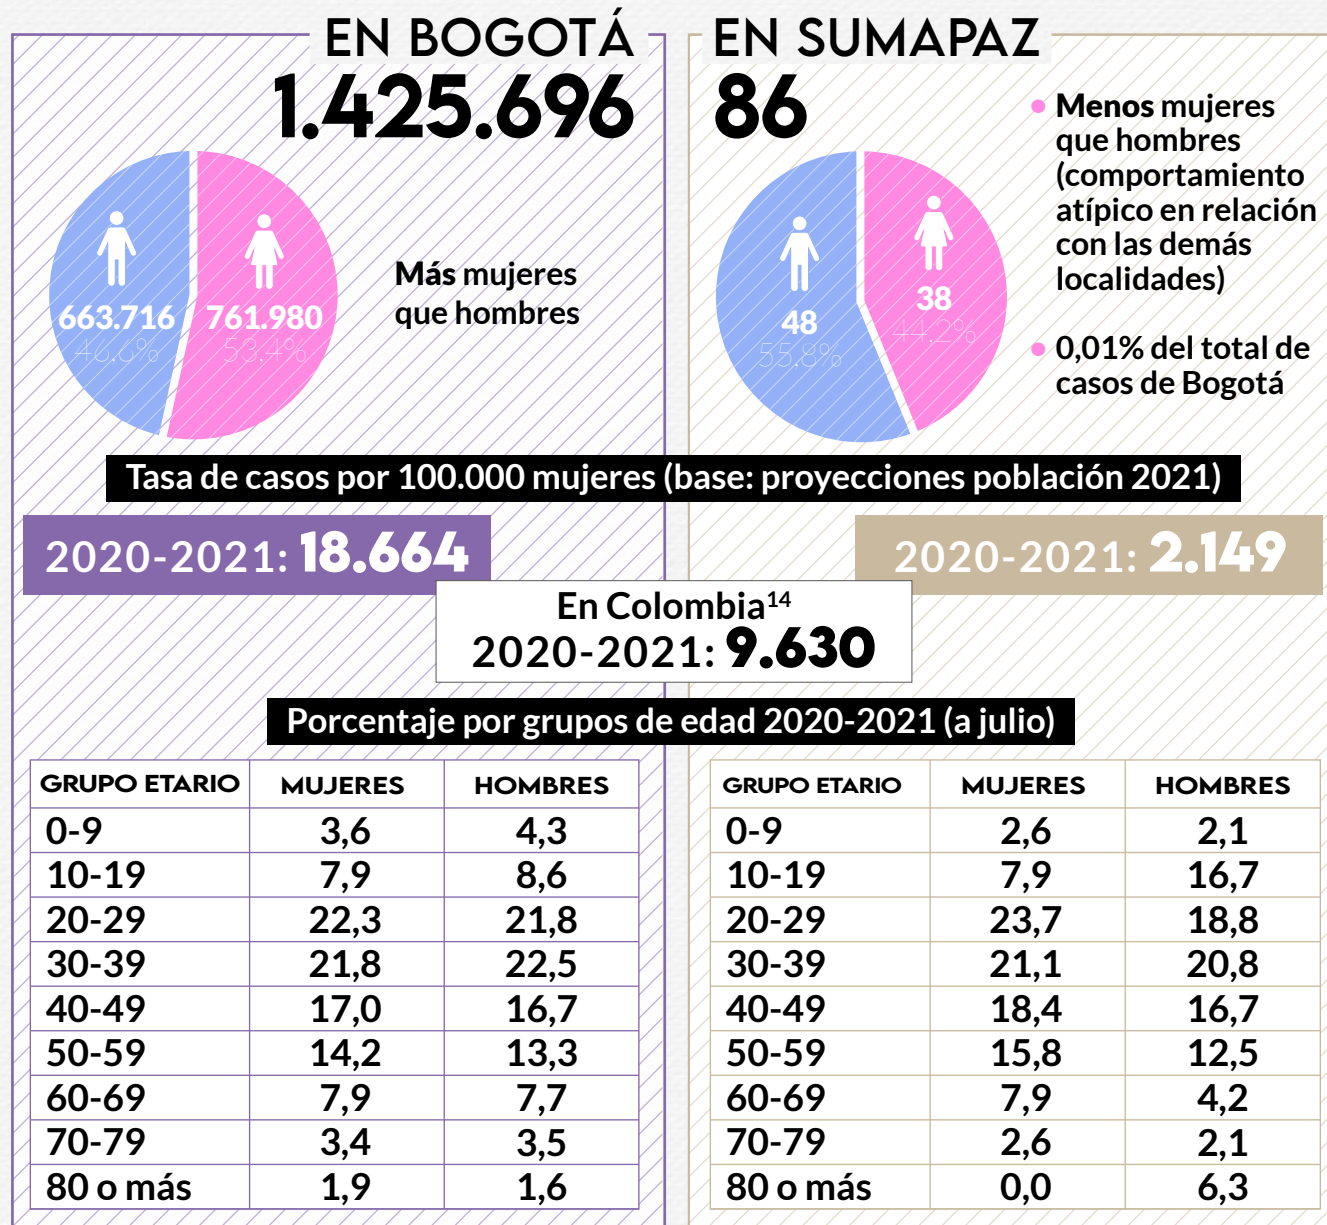 EN BOGOTÁ
1.425.696
663.716
46,6%
761.980
53,4%
Más mujeres
que hombres
EN SUMAPAZ
86
48
55,8%
38
44,2%
Menos mujeres
que hombres
(comportamiento
atípico en relación
con las demás
localidades)
0,01% del total de
casos de Bogotá
Tasa de casos por 100.000 mujeres (base: proyecciones población 2021)
2020-2021: 18.664
2020-2021: 2.149
En Colombia¹⁴
2020-2021: 9.630
Porcentaje por grupos de edad 2020-2021 (a julio)
GRUPO ETARIO MUJERES HOMBRES
0-9 3,6 4,3
10-19 7,9 8,6
20-29 22,3 21,8
30-39 21,8 22,5
40-49 17,0 16,7
50-59 14,2 13,3
60-69 7,9 7,7
70-79 3,4 3,5
80 o más 1,9 1,6
GRUPO ETARIO MUJERES HOMBRES
0-9 2,6 2,1
10-19 7,9 16,7
20-29 23,7 18,8
30-39 21,1 20,8
40-49 18,4 16,7
50-59 15,8 12,5
60-69 7,9 4,2
70-79 2,6 2,1
80 o más 0,0 6,3